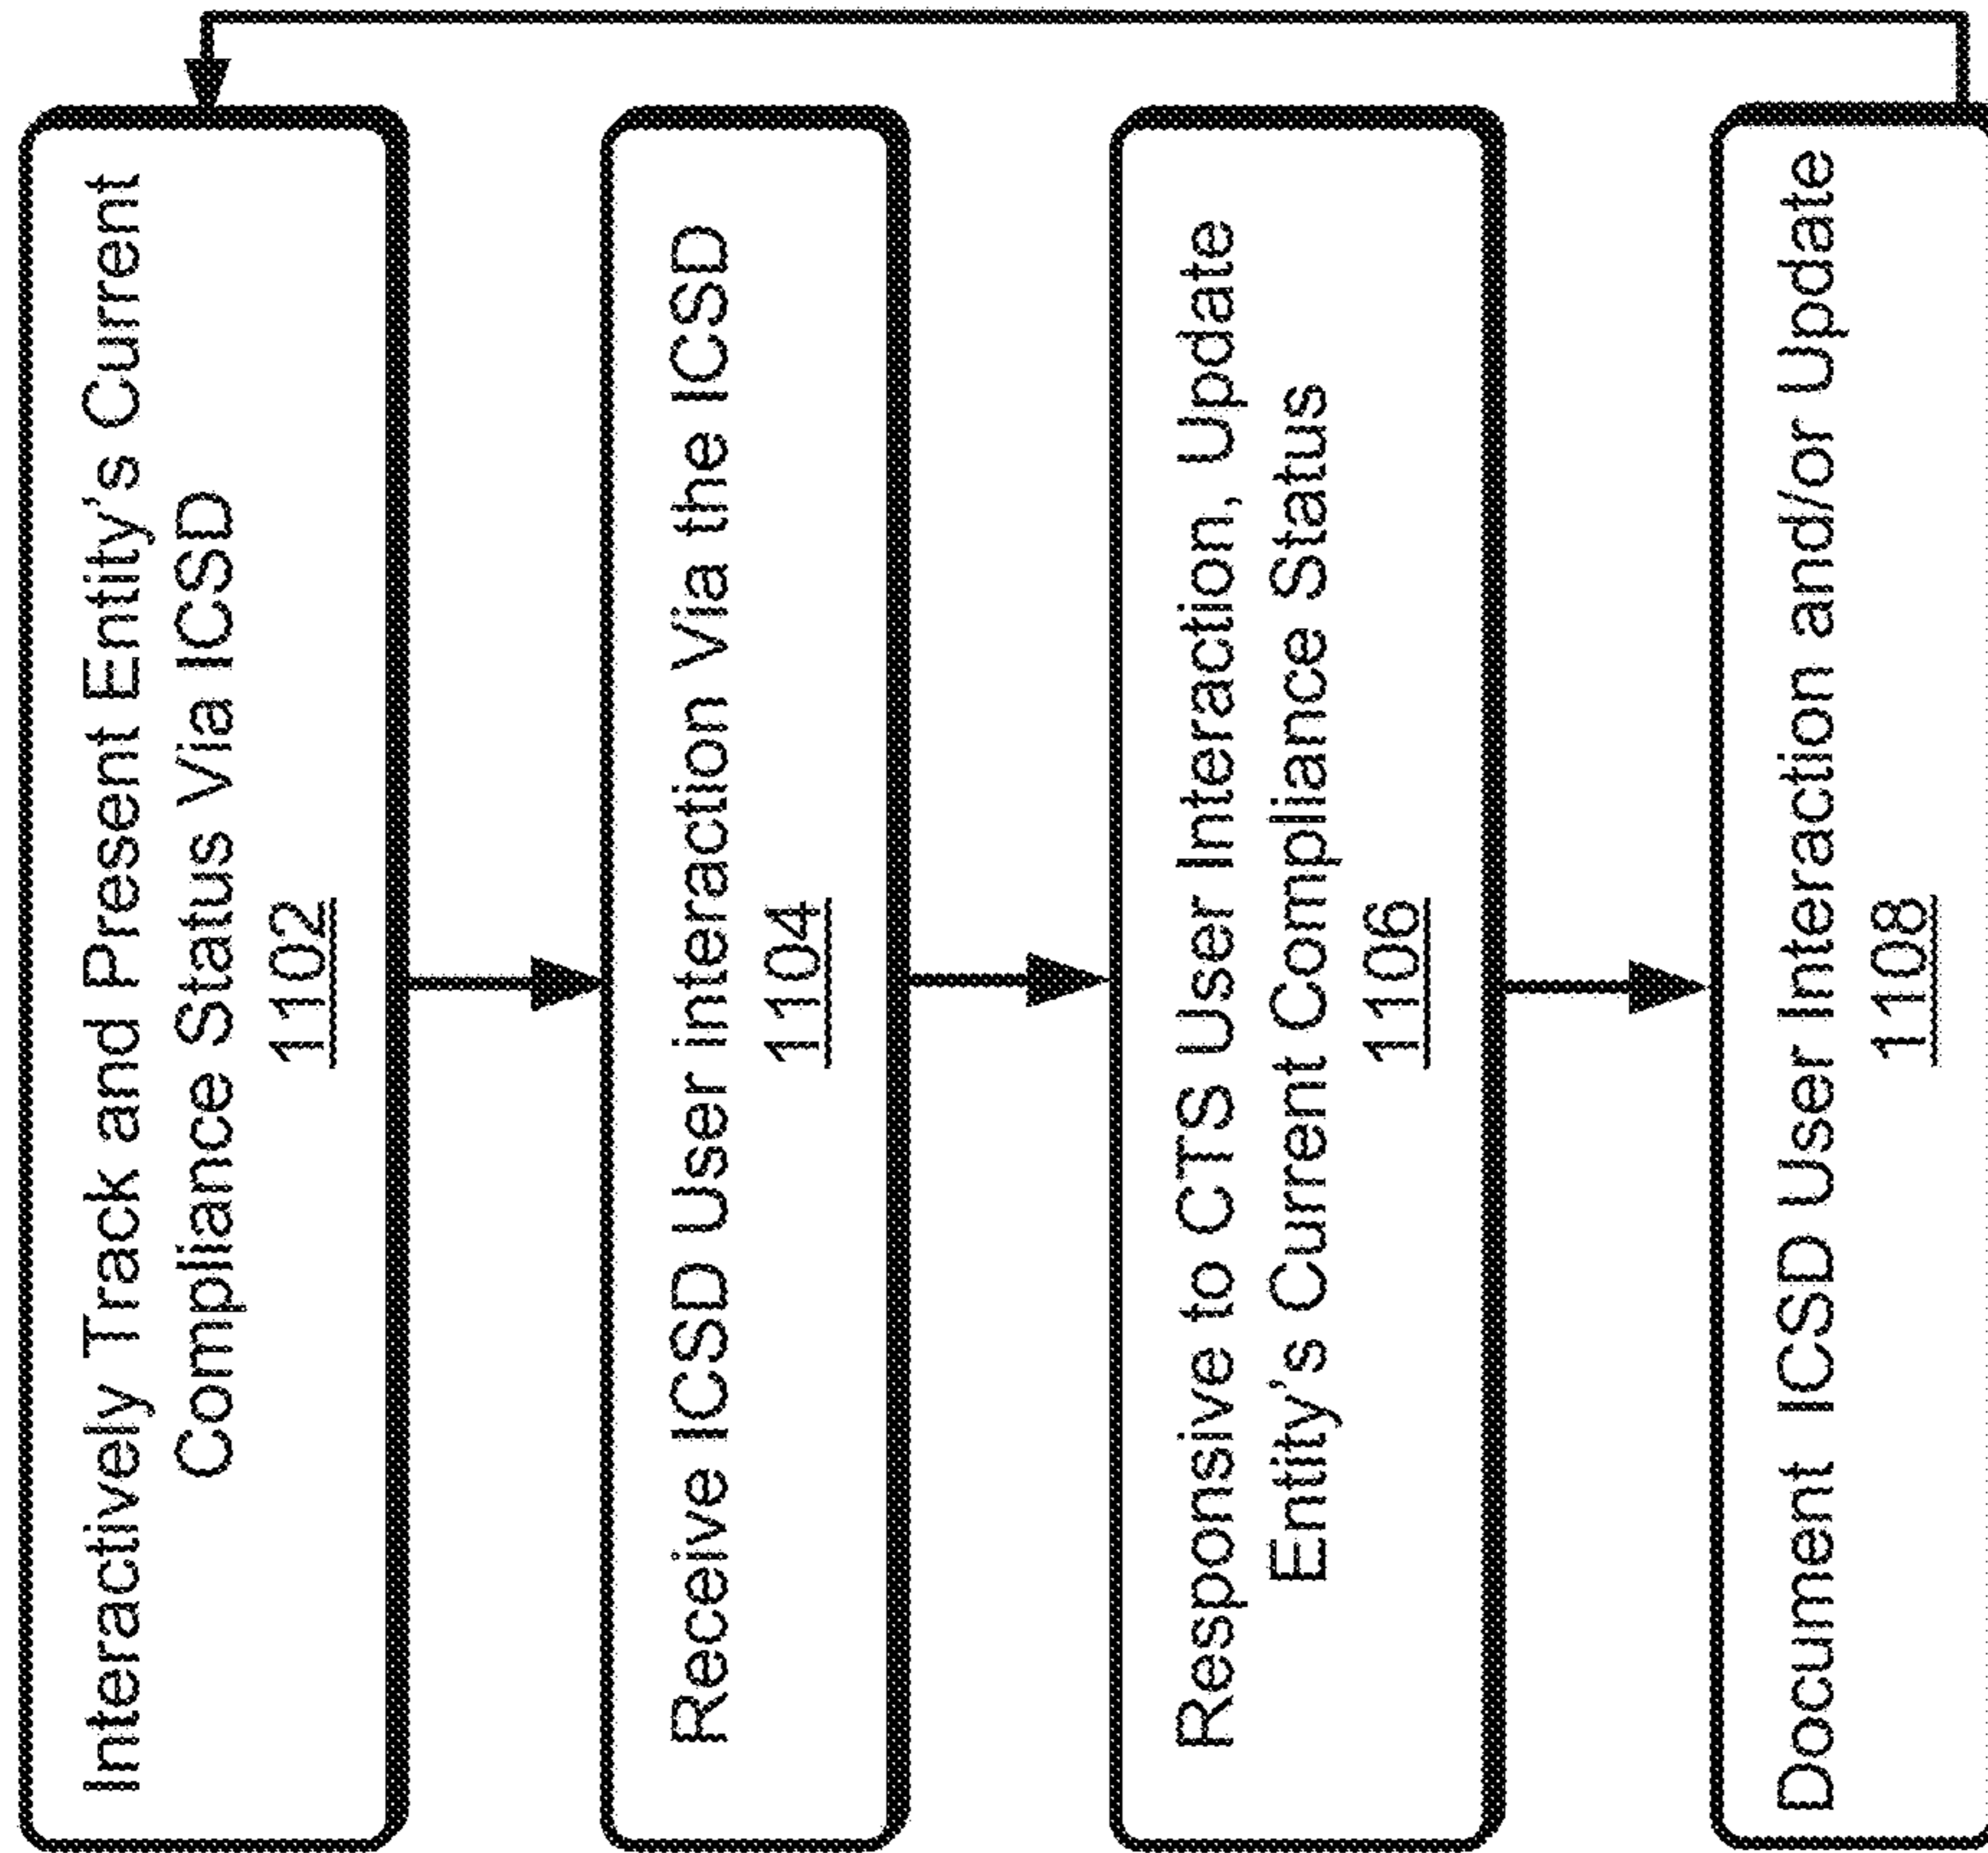 Interactively Track and Present Entity's Current
Compliance Status Via ICSD
1102
Receive ICSD User interaction Via the ICSD
1104
Responsive to CTS User Interaction, Update
Entity's Current Compliance Status
1106
Document ICSD User Interaction and/or Update
1108